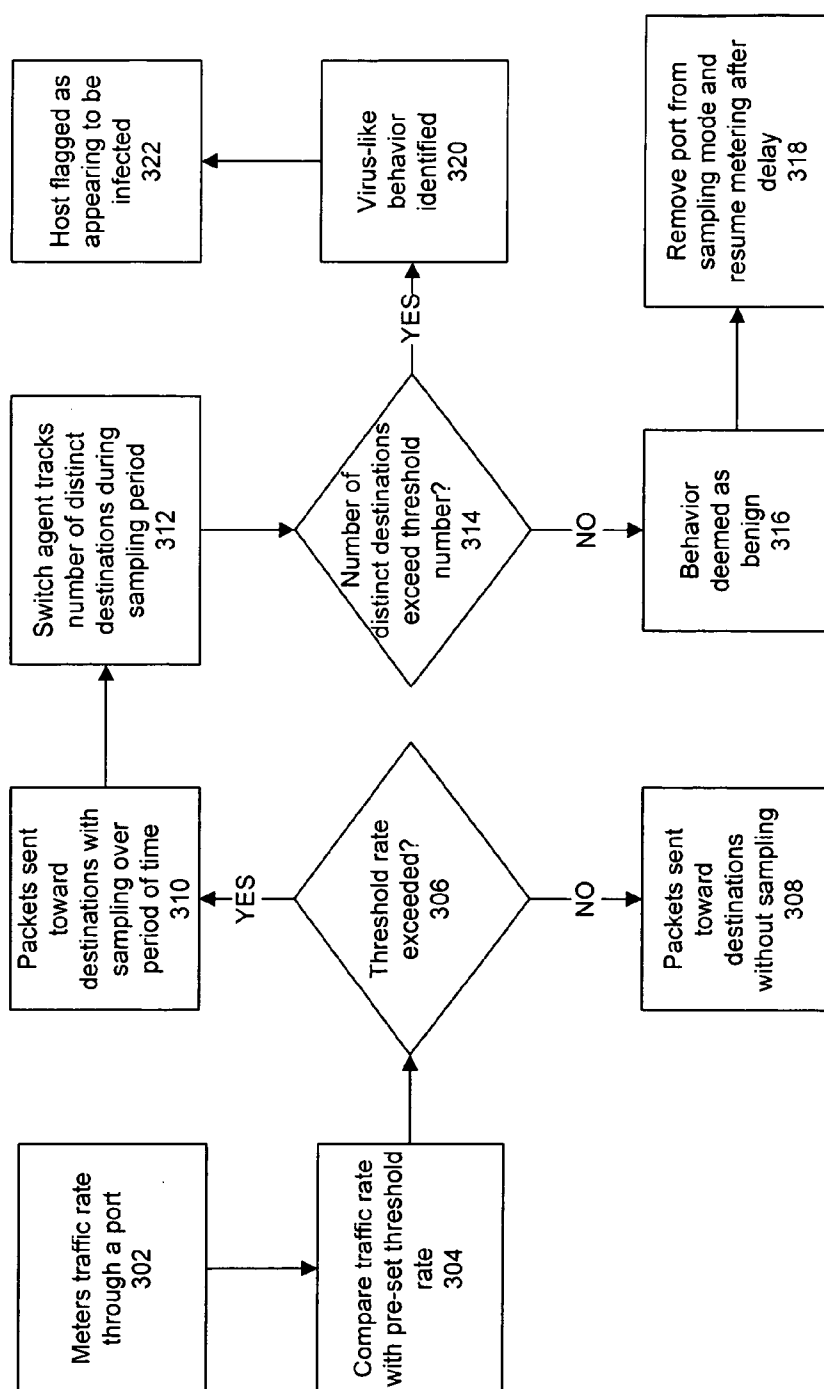 Meters traffic rate
through a port
302
Compare traffic rate
with pre-set threshold
rate
304
Threshold rate
exceeded?
306
NO
Packets sent
toward
destinations
without sampling
308
YES
Packets sent
toward
destinations with
sampling over
period of time
310
Switch agent tracks
number of distinct
destinations during
sampling period
312
Number of
distinct destinations
exceed threshold
number?
314
NO
Behavior
deemed as
benign
316
Remove port from
sampling mode and
resume metering after
delay
318
YES
Virus-like
behavior
identified
320
Host flagged as
appearing to be
infected
322